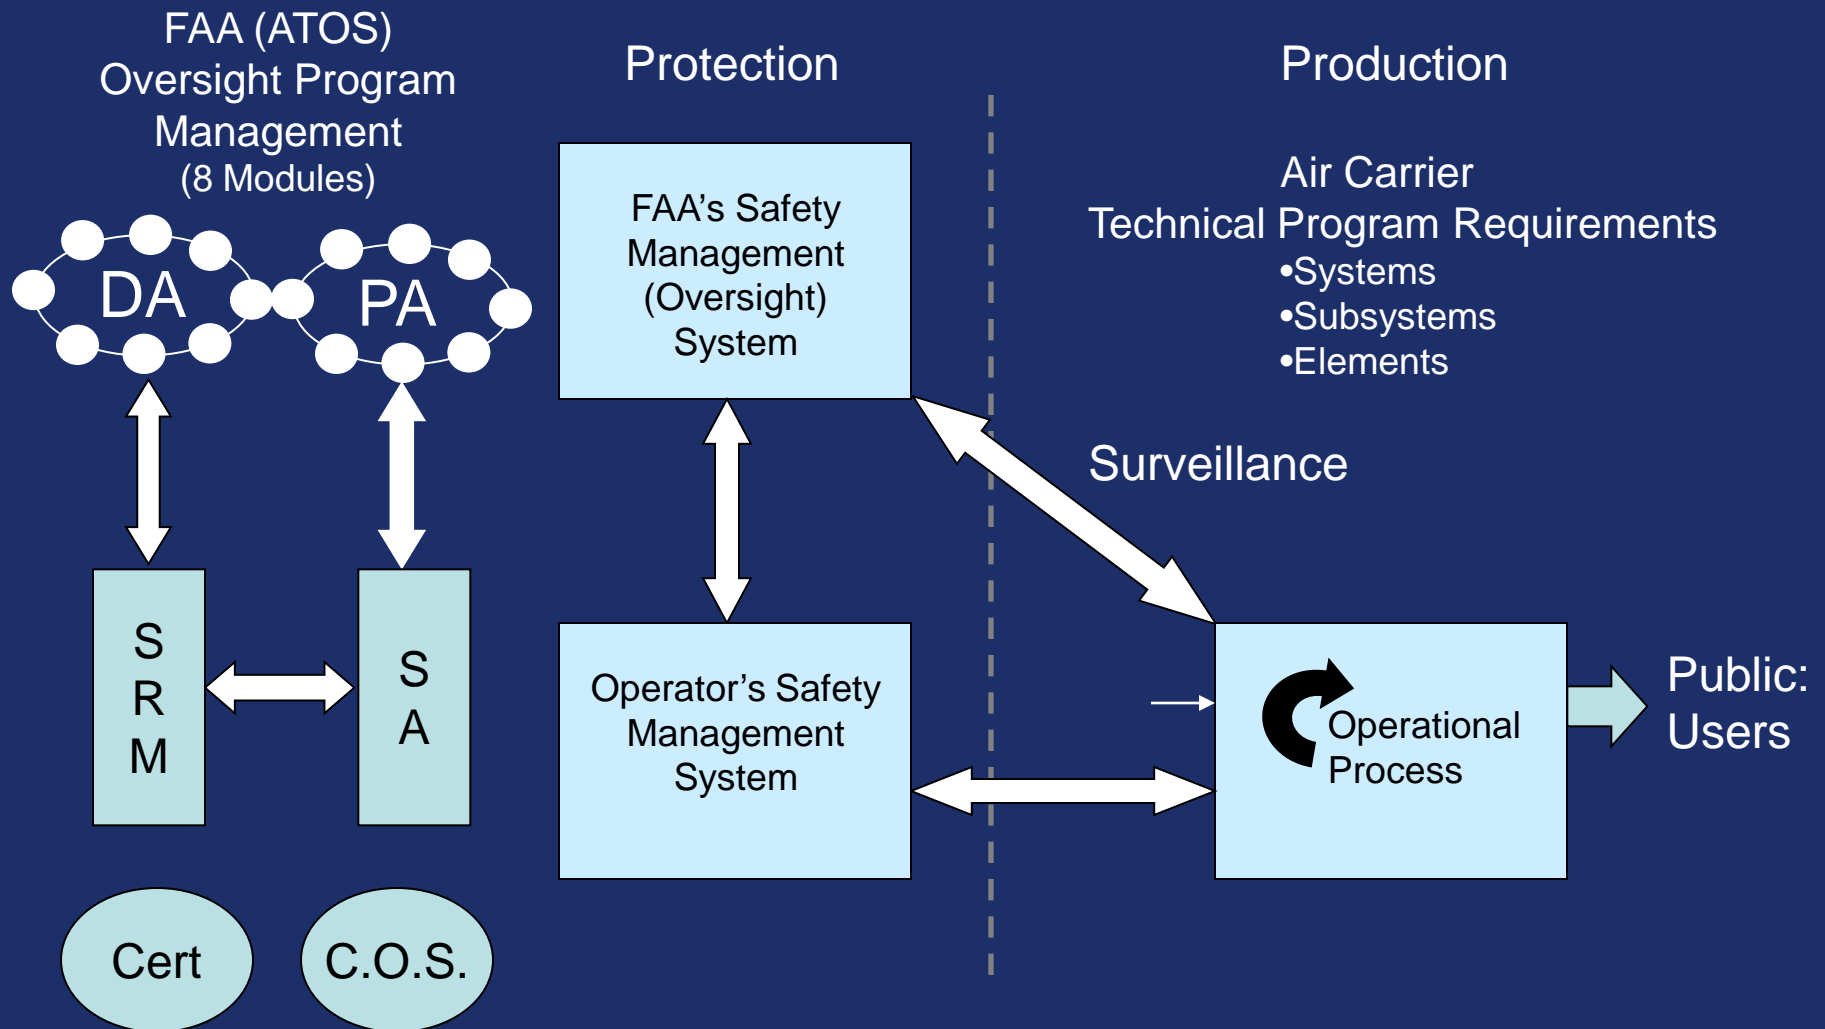 FAA (ATOS)
Oversight Program
Management
(8 Modules)
DA
PA
S
R
M
S
A
Cert
C.O.S.
Protection
FAA’s Safety
Management
(Oversight)
System
Operator’s Safety
Management
System
Production
Air Carrier
Technical Program Requirements
•Systems
•Subsystems
•Elements
Surveillance
Operational
Process
Public:
Users